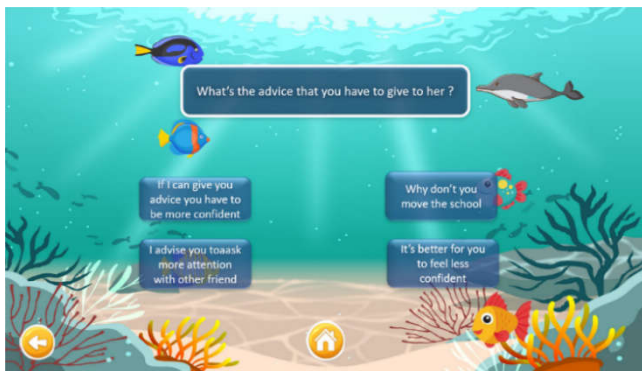 What's the advice that you have to give to her ?
If I can give you
advice you have to
be more confident
Why don't you
move the school
I advise you toaask
more attention
with other friend
It's better for you
to feel less
confident